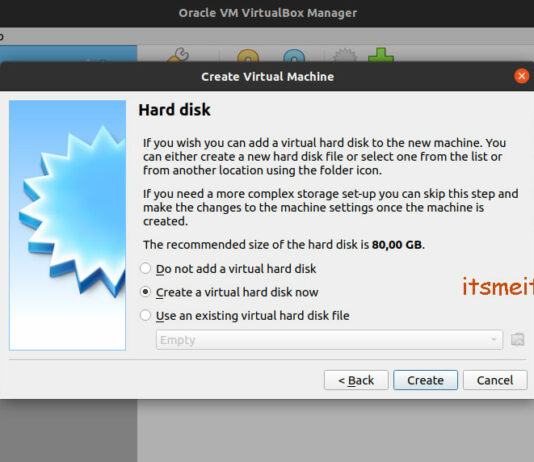 Oracle VM VirtualBox Manager
Create Virtual Machine
Hard disk
If you wish you can add a virtual hard disk to the new machine. You
can either create a new hard disk file or select one from the list or
from another location using the folder icon.
If you need a more complex storage set-up you can skip this step and
make the changes to the machine settings once the machine is
created.
The recommended size of the hard disk is 80,00 GB.
Do not add a virtual hard disk
Create a virtual hard disk now
itsmeit
Use an existing virtual hard disk file
Empty
< Back
Create
Cancel